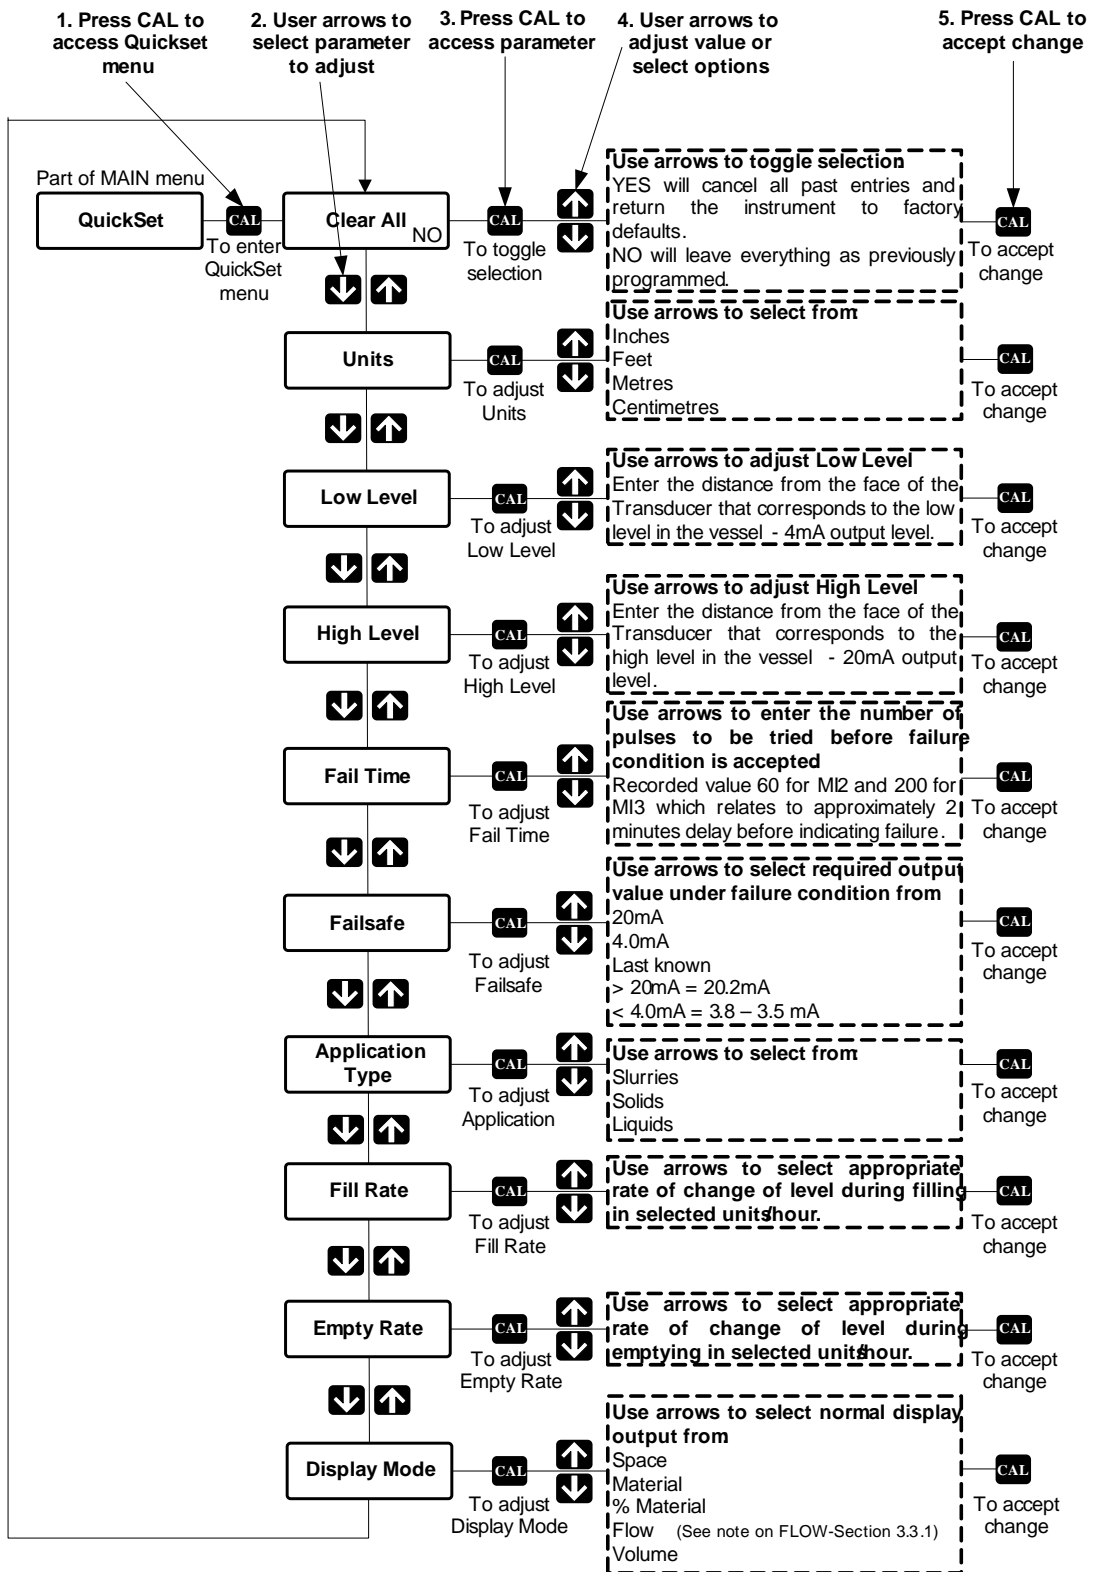 1. Press CAL to
access Quickset
menu
2. User arrows to
select parameter
to adjust
3. Press CAL to
access parameter
4. User arrows to
adjust value or
select options
5. Press CAL to
accept change
Part of MAIN menu
QuickSet
CAL
To enter
QuickSet
menu
Clear All
NO
CAL
To toggle
selection
Use arrows to toggle selection:
YES will cancel all past entries and
return the instrument to factory
defaults.
NO will leave everything as previously
programmed.
CAL
To accept
change
Units
CAL
To adjust
Units
Use arrows to select from:
Inches
Feet
Metres
Centimetres
CAL
To accept
change
Low Level
CAL
To adjust
Low Level
Use arrows to adjust Low Level
Enter the distance from the face of the
Transducer that corresponds to the low
level in the vessel - 4mA output level.
CAL
To accept
change
High Level
CAL
To adjust
High Level
Use arrows to adjust High Level
Enter the distance from the face of the
Transducer that corresponds to the
high level in the vessel - 20mA output
level.
CAL
To accept
change
Fail Time
CAL
To adjust
Fail Time
Use arrows to enter the number of
pulses to be tried before failure
condition is accepted
Recorded value 60 for MI2 and 200 for
MI3 which relates to approximately 2
minutes delay before indicating failure.
CAL
To accept
change
Failsafe
CAL
To adjust
Failsafe
Use arrows to select required output
value under failure condition from
20mA
4.0mA
Last known
> 20mA = 20.2mA
< 4.0mA = 3.8 – 3.5 mA
CAL
To accept
change
Application
Type
CAL
To adjust
Application
Use arrows to select from:
Slurries
Solids
Liquids
CAL
To accept
change
Fill Rate
CAL
To adjust
Fill Rate
Use arrows to select appropriate
rate of change of level during filling
in selected units/hour.
CAL
To accept
change
Empty Rate
CAL
To adjust
Empty Rate
Use arrows to select appropriate
rate of change of level during
emptying in selected units/hour.
CAL
To accept
change
Display Mode
CAL
To adjust
Display Mode
Use arrows to select normal display
output from
Space
Material
% Material
Flow (See note on FLOW-Section 3.3.1)
Volume
CAL
To accept
change